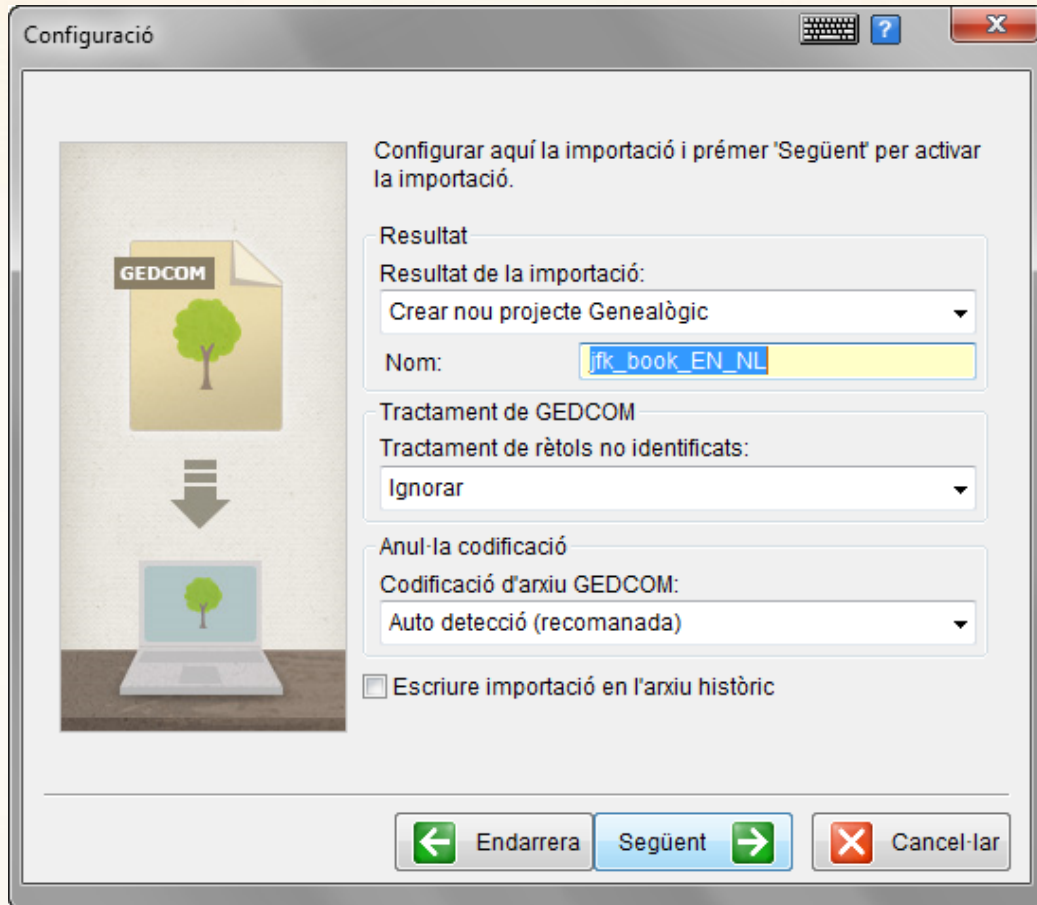 Configuració
?
Configurar aquí la importació i prémer 'Següent' per activar
la importació.
GEDCOM
Resultat
Resultat de la importació:
Crear nou projecte Genealògic
Nom: jfk_book_EN_NL
Tractament de GEDCOM
Tractament de rètols no identificats:
Ignorar
Anul·la codificació
Codificació d'arxiu GEDCOM:
Auto detecció (recomanada)
Escriure importació en l'arxiu històric
Endarrera Següent Cancel·lar